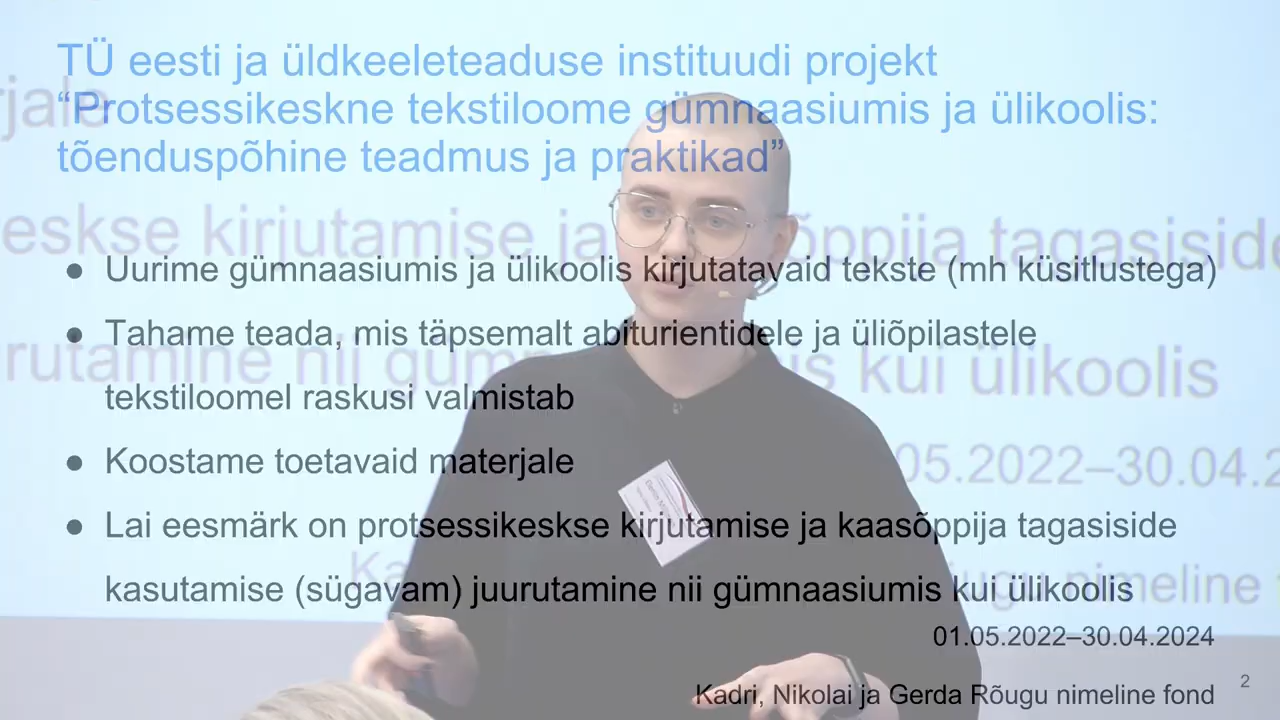 TÜ eesti ja üldkeeleteaduse instituudi projekt
“Protsessikeskne tekstiloome gümnaasiumis ja ülikoolis:
tõenduspõhine teadmus ja praktikad”
● Uurime gümnaasiumis ja ülikoolis kirjutatavaid tekste (mh küsitlustega)
● Tahame teada, mis täpsemalt abiturientidele ja üliõpilastele
tekstiloomel raskusi valmistab
● Koostame toetavaid materjale
● Lai eesmärk on protsessikeskse kirjutamise ja kaasõppija tagasiside
kasutamise (sügavam) juurutamine nii gümnaasiumis kui ülikoolis
01.05.2022–30.04.2024
Kadri, Nikolai ja Gerda Rõugu nimeline fond
2